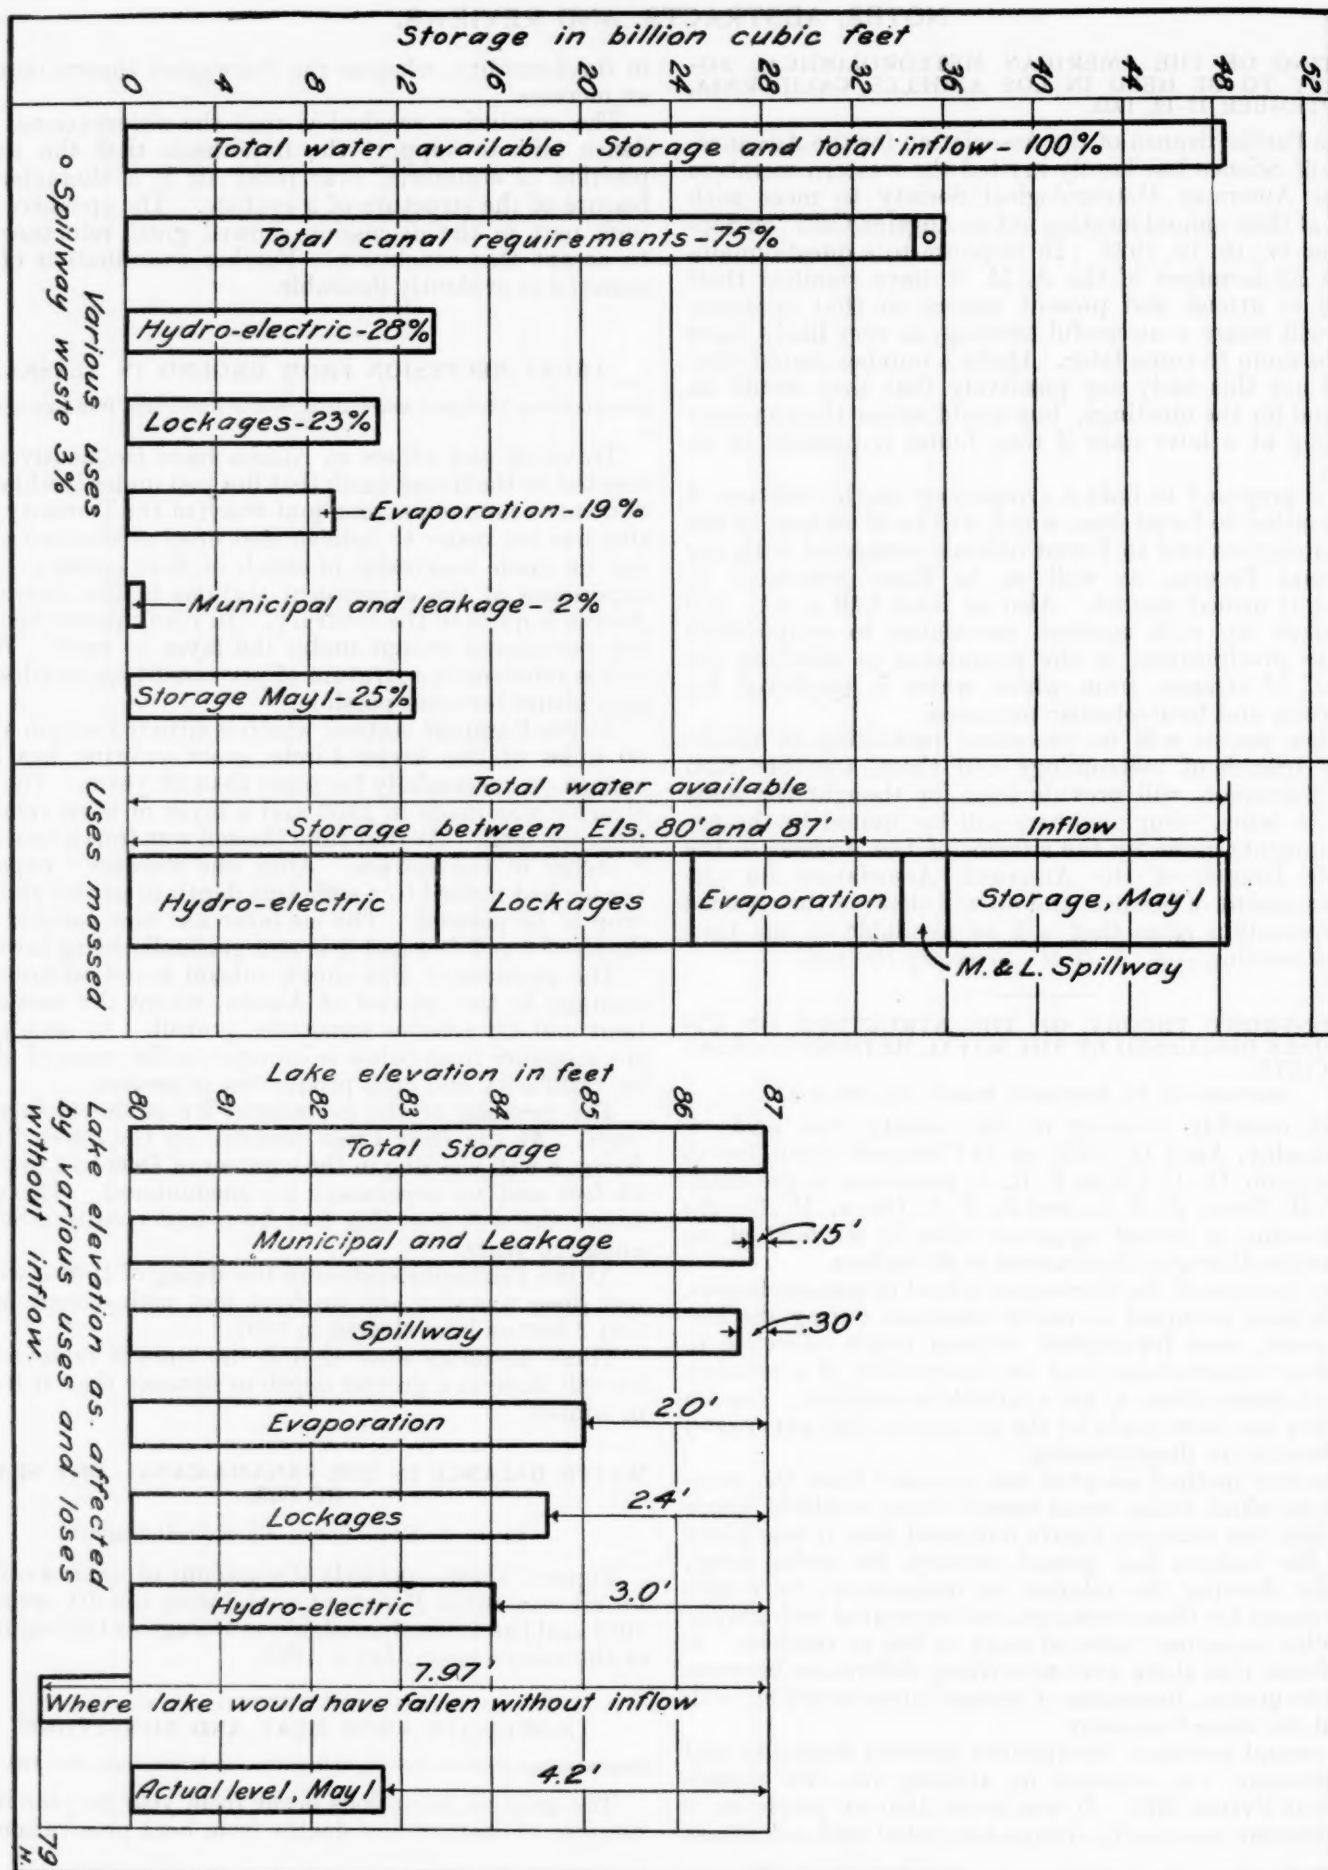 Storage in billion cubic feet
0 4 8 12 16 20 24 28 32 36 40 44 48 52
Total water available Storage and total inflow-100%
Total canal requirements-75% o
Hydro-electric-28%
Lockages-23%
Evaporation-19%
Municipal and leakage-2%
Storage May 1-25%
Various uses
o Spillway waste 3%
Total water available
Storage between Els. 80' and 87' Inflow
Hydro-electric Lockages Evaporation Storage, May 1
M.&L. Spillway
Uses massed
Lake elevation in feet
80 81 82 83 84 85 86 87
Total Storage
Municipal and Leakage .15'
Spillway .30'
Evaporation 2.0'
Lockages 2.4'
Hydro-electric 3.0'
7.97'
Where lake would have fallen without inflow
Actual level, May 1 4.2'
Lake elevation as affected
by various uses and loses
without inflow
79